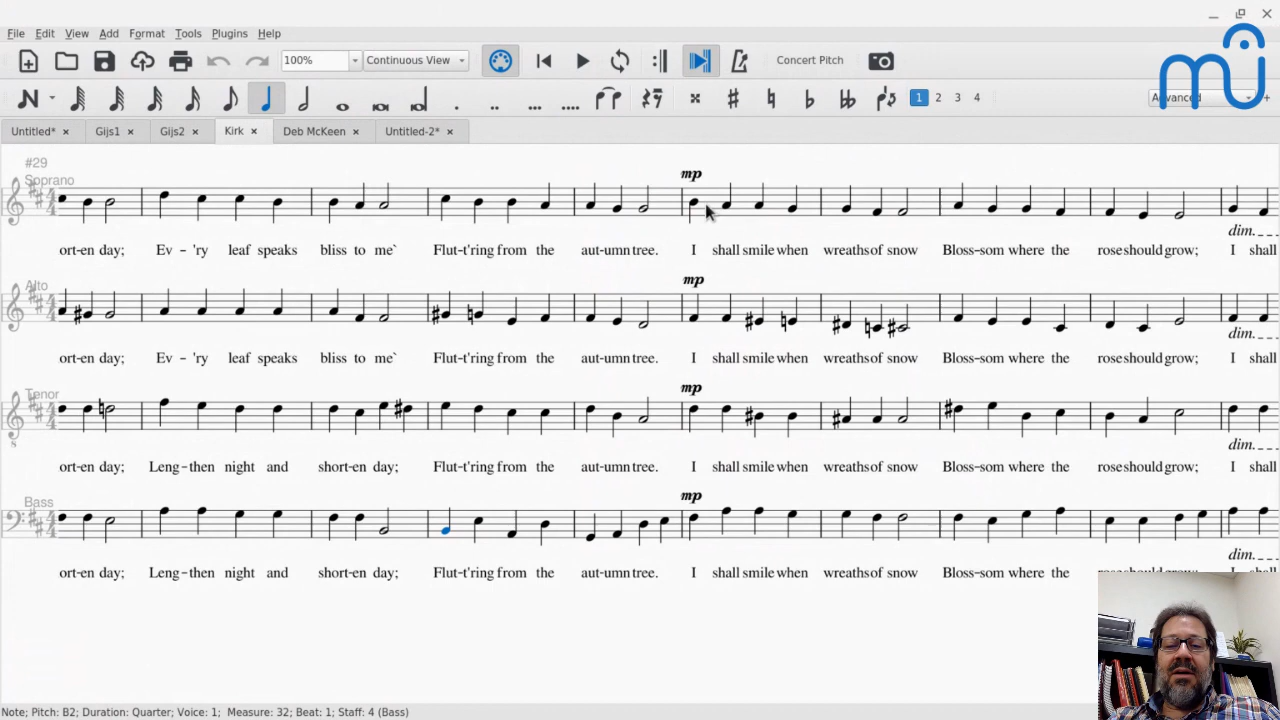 File Edit View Add Format Tools Plugins Help
100% Continuous View Concert Pitch
1 2 3 4 Advanced +
Untitled* × Gijs1 × Gijs2 × Kirk × Deb McKeen × Untitled-2* ×
#29
Soprano
mp
dim.
ort-en day; Ev - 'ry leaf speaks bliss to me` Flut-t'ring from the aut-umn tree. I shall smile when wreaths of snow Bloss-som where the rose should grow; I shall
Alto
mp
dim.
ort-en day; Ev - 'ry leaf speaks bliss to me` Flut-t'ring from the aut-umn tree. I shall smile when wreaths of snow Bloss-som where the rose should grow; I shall
Tenor
mp
8
dim.
ort-en day; Leng-then night and short-en day; Flut-t'ring from the aut-umn tree. I shall smile when wreaths of snow Bloss-som where the rose should grow; I shall
Bass
mp
dim.
ort-en day; Leng-then night and short-en day; Flut-t'ring from the aut-umn tree. I shall smile when wreaths of snow Bloss-som where the
Note; Pitch: B2; Duration: Quarter; Voice: 1; Measure: 32; Beat: 1; Staff: 4 (Bass)